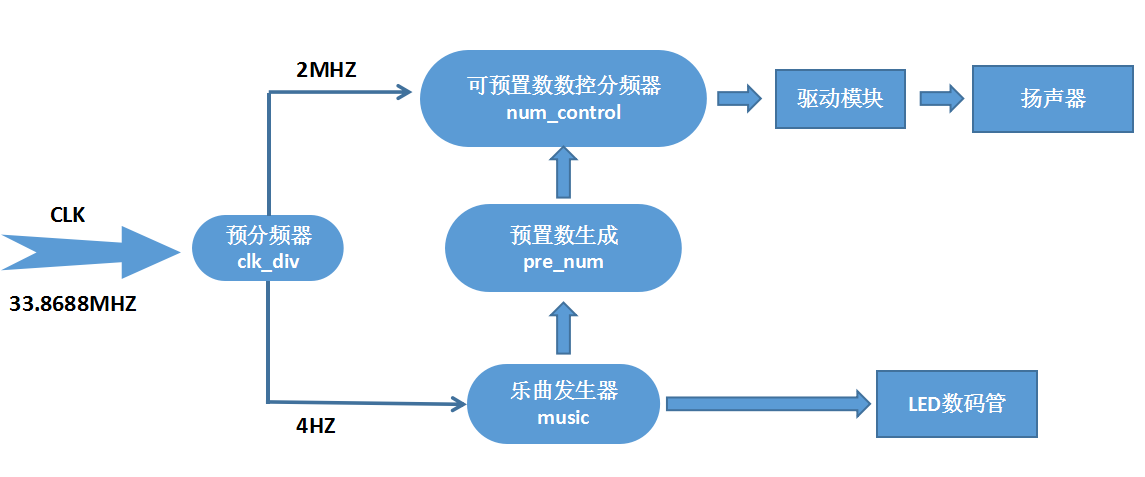 2MHZ
可预置数数控分频器
num_control
驱动模块
扬声器
CLK
预分频器
clk_div
33.8688MHZ
预置数生成
pre_num
乐曲发生器
music
4HZ
LED数码管